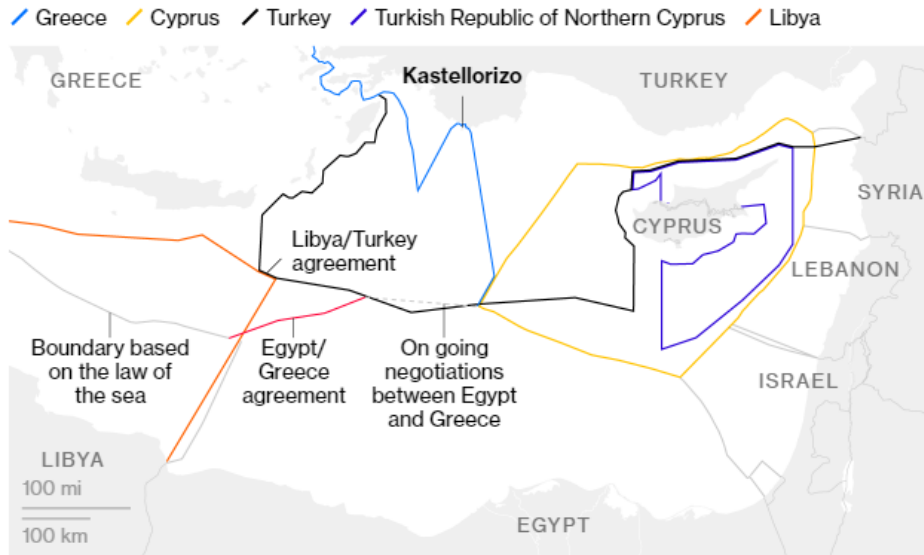 Greece Cyprus Turkey Turkish Republic of Northern Cyprus Libya
GREECE
Kastellorizo
TURKEY
SYRIA
CYPRUS
Libya/Turkey
agreement
LEBANON
Boundary based
on the law of
the sea
Egypt/
Greece
agreement
On going
negotiations
between Egypt
and Greece
ISRAEL
LIBYA
100 mi
100 km
EGYPT